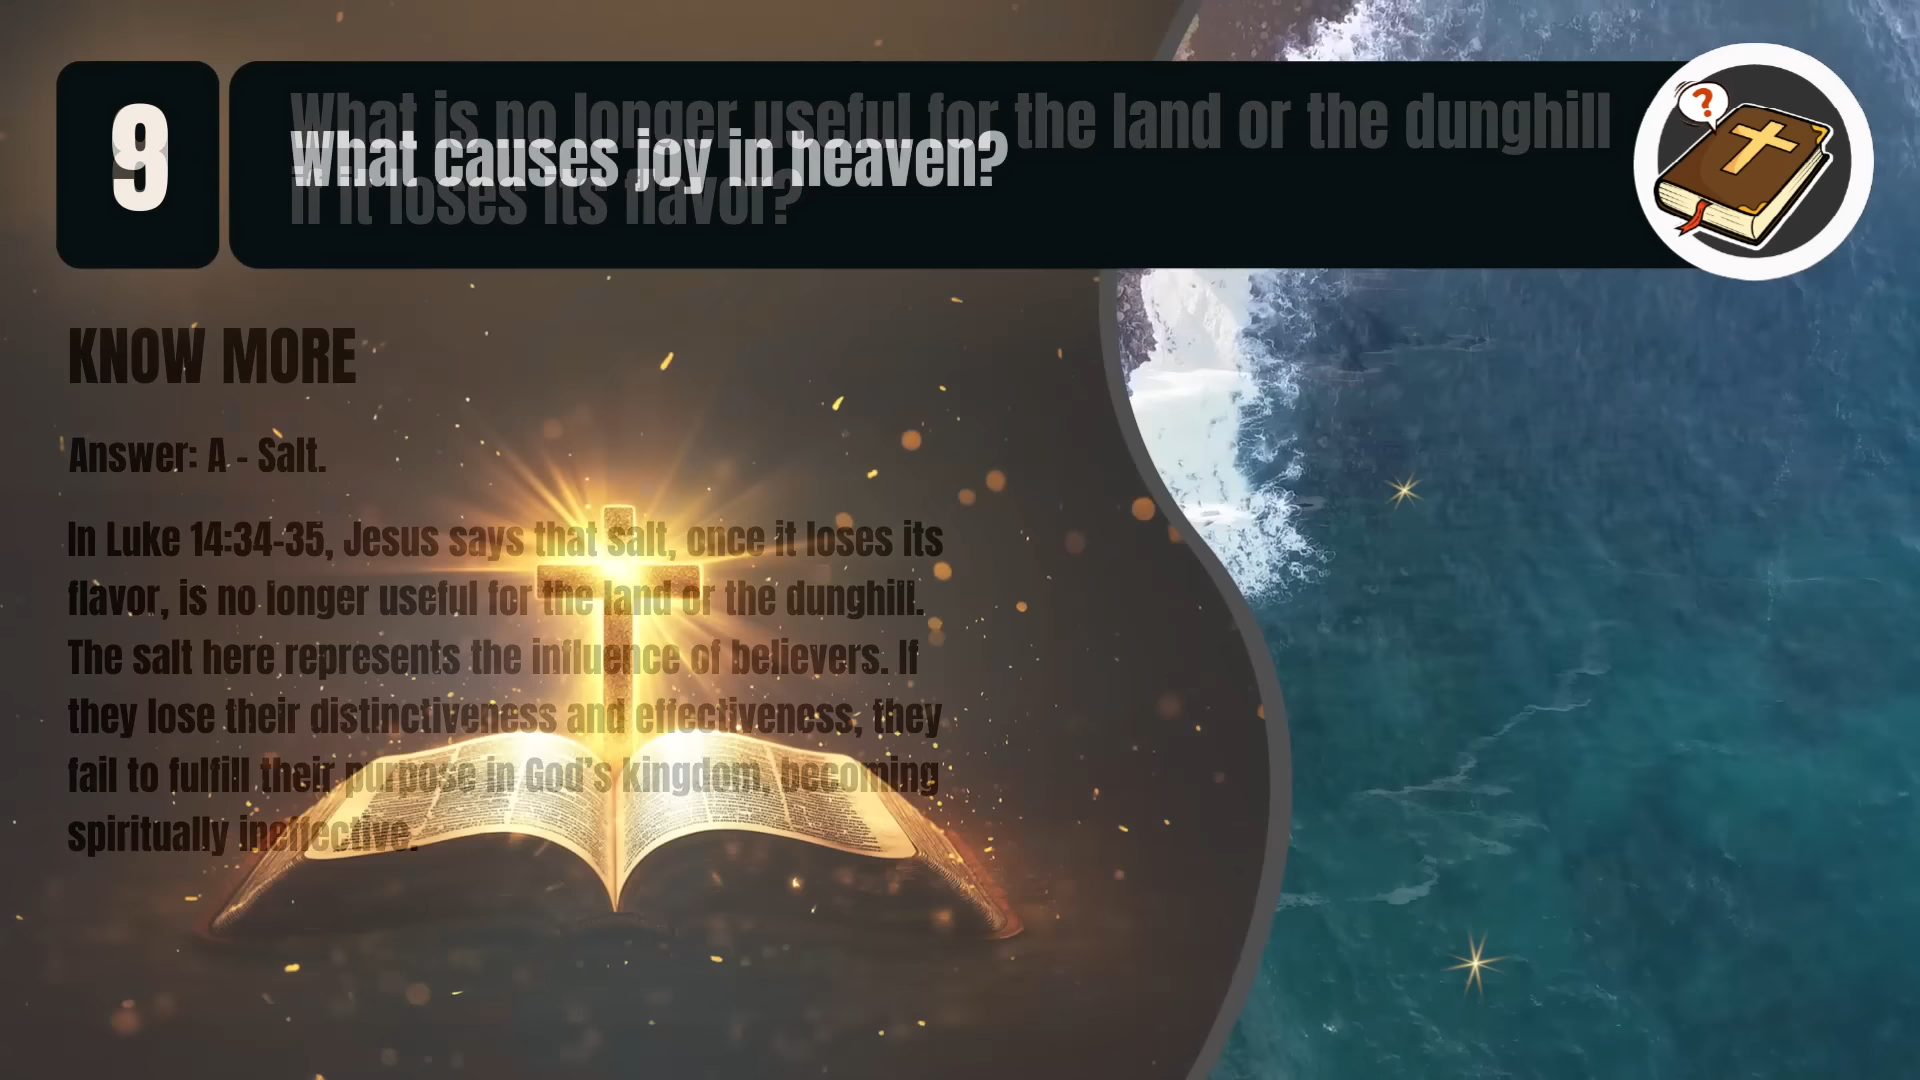 9
What is no longer useful for the land or the dunghill
if it loses its flavor?
What causes joy in heaven?
?
KNOW MORE
Answer: A - Salt.
In Luke 14:34-35, Jesus says that salt, once it loses its
flavor, is no longer useful for the land or the dunghill.
The salt here represents the influence of believers. If
they lose their distinctiveness and effectiveness, they
fail to fulfill their purpose in God's kingdom, becoming
spiritually ineffective.